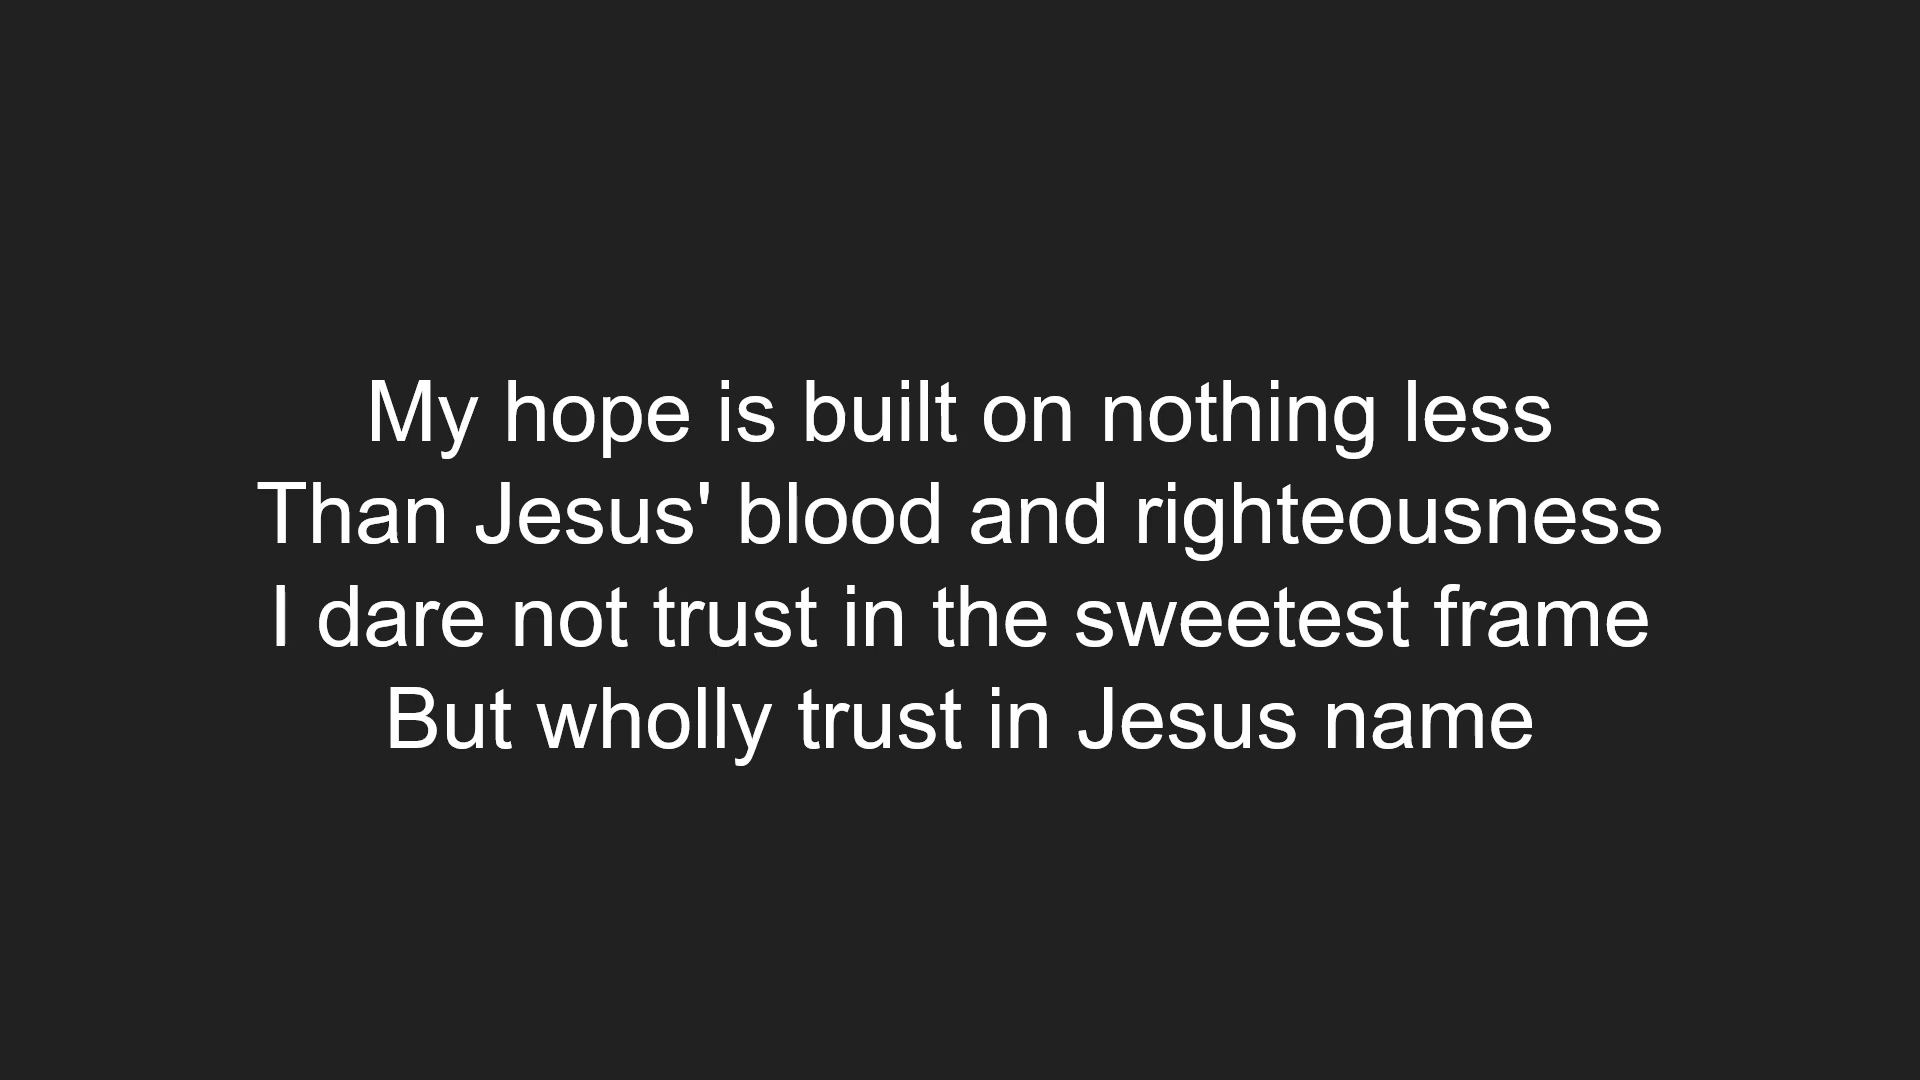 My hope is built on nothing less
Than Jesus' blood and righteousness
I dare not trust in the sweetest frame
But wholly trust in Jesus name